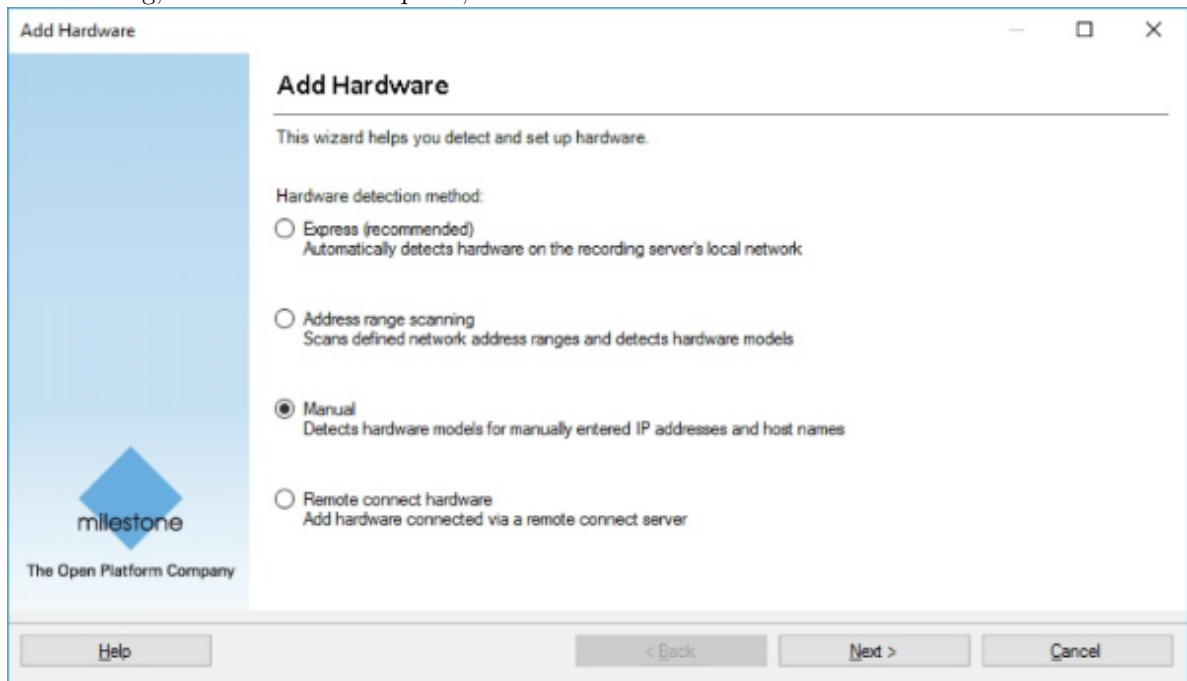 Add Hardware
Add Hardware
This wizard helps you detect and set up hardware.
Hardware detection method:
Express (recommended)
Automatically detects hardware on the recording server's local network
Address range scanning
Scans defined network address ranges and detects hardware models
Manual
Detects hardware models for manually entered IP addresses and host names
Remote connect hardware
Add hardware connected via a remote connect server
milestone
The Open Platform Company
Help
< Back
Next >
Cancel